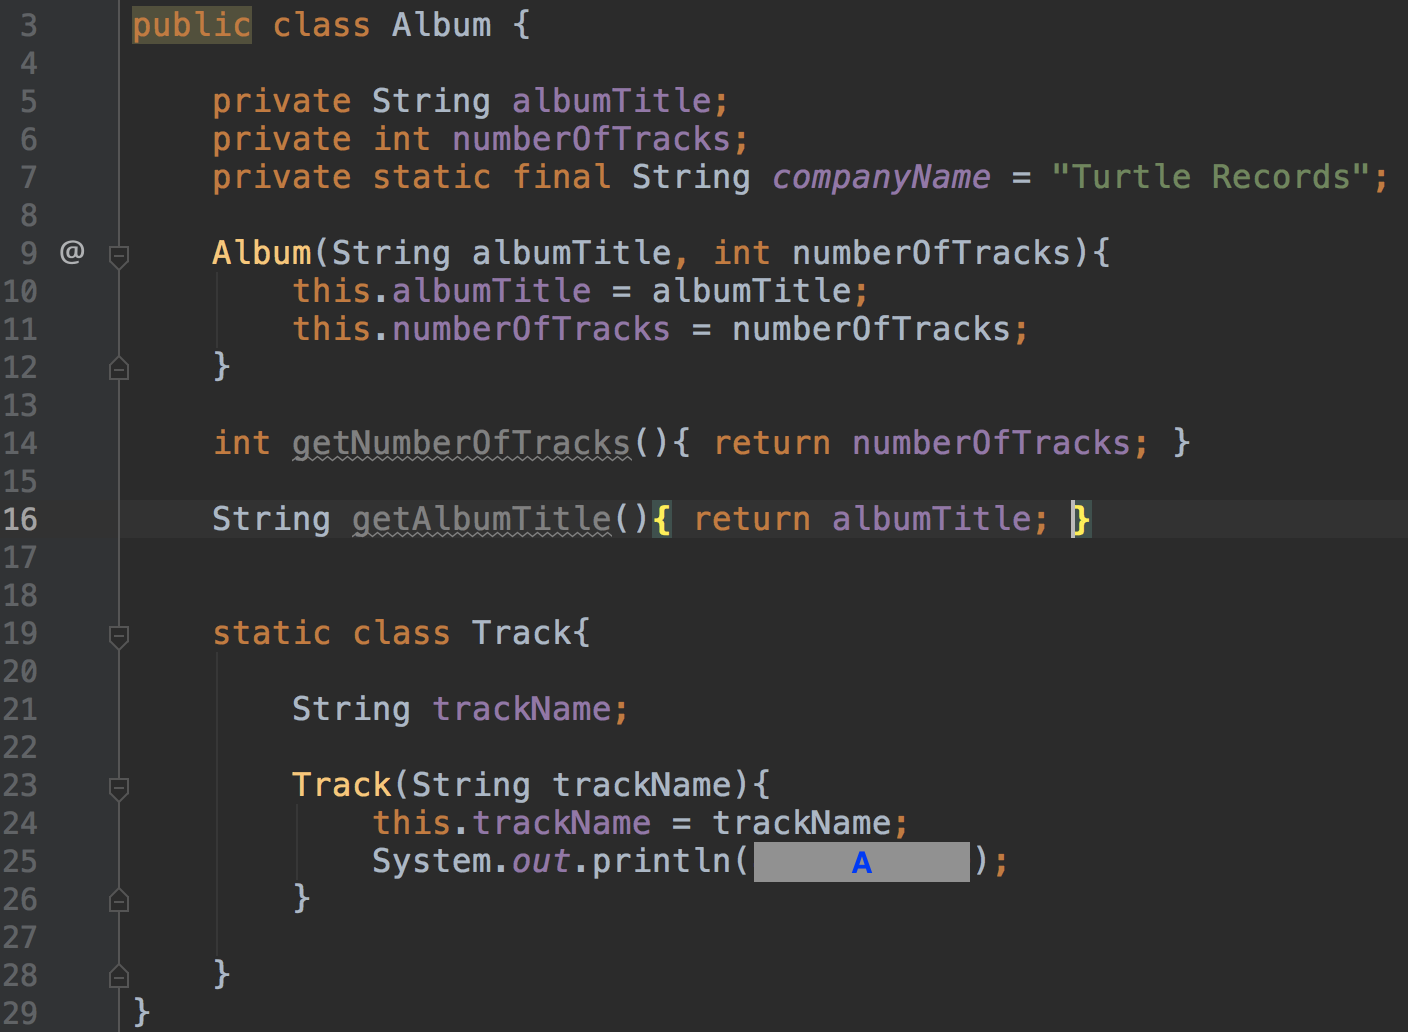 3 public class Album {
4
5 private String albumTitle;
6 private int numberOfTracks;
7 private static final String companyName = "Turtle Records";
8
9 @ Album(String albumTitle, int numberOfTracks){
10 this.albumTitle = albumTitle;
11 this.numberOfTracks = numberOfTracks;
12 }
13
14 int getNumberOfTracks(){ return numberOfTracks; }
15
16 String getAlbumTitle(){ return albumTitle; }
17
18
19 static class Track{
20
21 String trackName;
22
23 Track(String trackName){
24 this.trackName = trackName;
25 System.out.println( A );
26 }
27
28 }
29 }